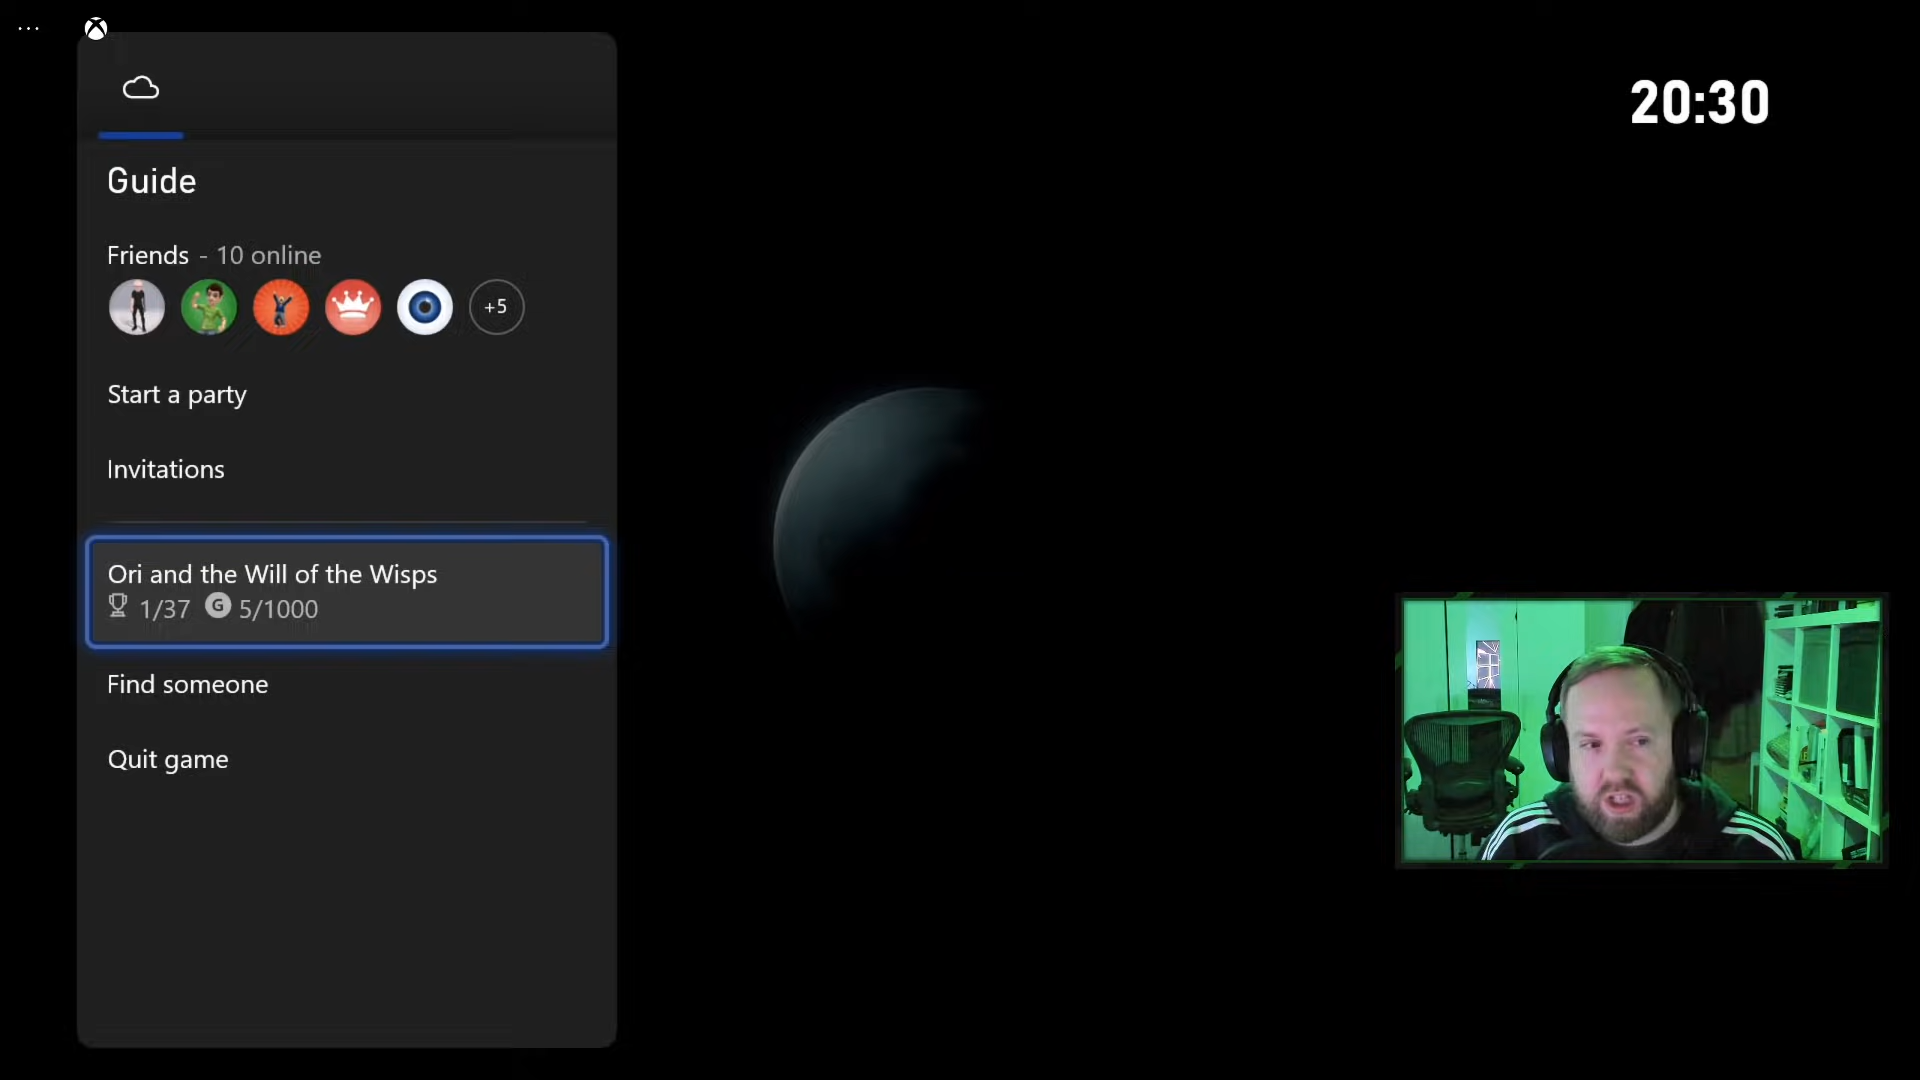 ...
20:30
Guide
Friends - 10 online
+5
Start a party
Invitations
Ori and the Will of the Wisps
1/37 G 5/1000
Find someone
Quit game